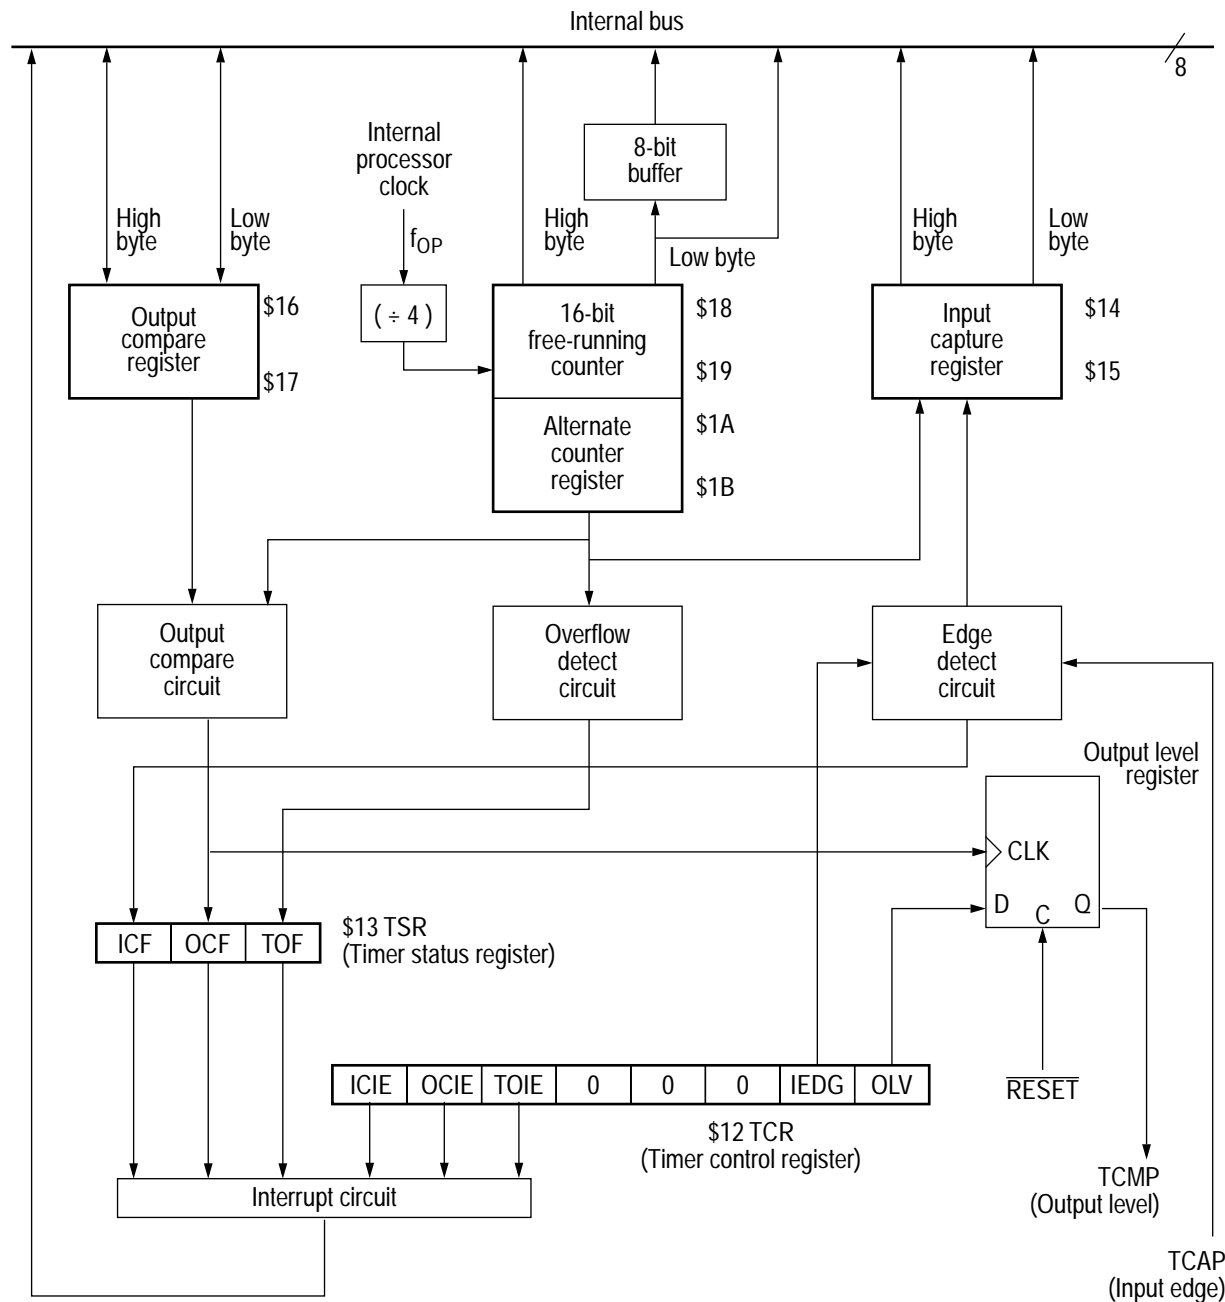 Internal bus
8
Internal
processor
clock
8-bit
buffer
High
byte
Low
byte
fOP
High
byte
Low byte
High
byte
Low
byte
Output
compare
register
$16
$17
( ÷ 4 )
16-bit
free-running
counter
$18
$19
Alternate
counter
register
$1A
$1B
Input
capture
register
$14
$15
Output
compare
circuit
Overflow
detect
circuit
Edge
detect
circuit
Output level
register
CLK
D
C
Q
ICF OCF TOF
$13 TSR
(Timer status register)
ICIE OCIE TOIE 0 0 0 IEDG OLV
$12 TCR
(Timer control register)
RESET
Interrupt circuit
TCMP
(Output level)
TCAP
(Input edge)